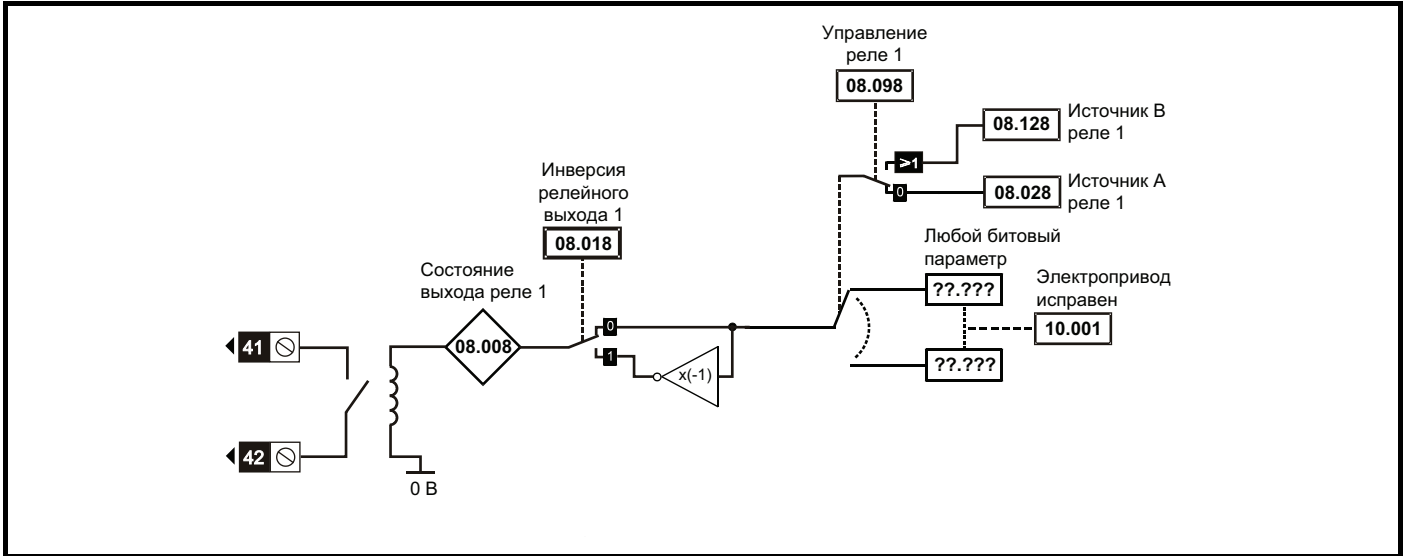 Управление
реле 1
08.098
>1
08.128
Источник B
реле 1
0
08.028
Источник A
реле 1
Инверсия
релейного
выхода 1
08.018
Любой битовый
параметр
??.???
Электропривод
исправен
10.001
??.???
Состояние
выхода реле 1
08.008
0
1
x(-1)
41
42
0 В